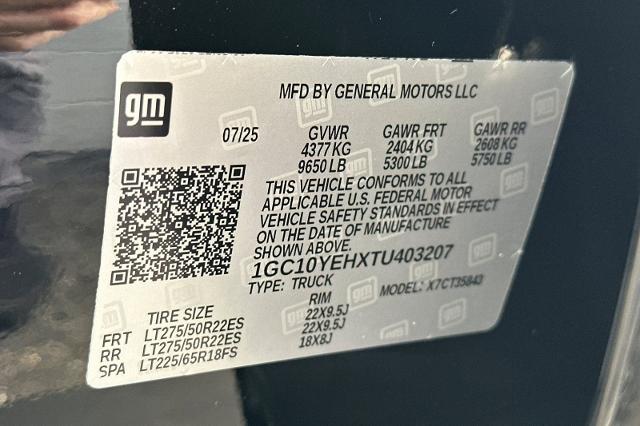 gm
MFD BY GENERAL MOTORS LLC
07/25 GVWR GAWR FRT GAWR RR
4377 KG 2404 KG 2608 KG
9650 LB 5300 LB 5750 LB
THIS VEHICLE CONFORMS TO ALL
APPLICABLE U.S. FEDERAL MOTOR
VEHICLE SAFETY STANDARDS IN EFFECT
ON THE DATE OF MANUFACTURE
SHOWN ABOVE.
1GC10YEHXTU403207
TYPE: TRUCK MODEL: X7CT35843
TIRE SIZE RIM
FRT LT275/50R22ES 22X9.5J
RR LT275/50R22ES 22X9.5J
SPA LT225/65R18FS 18X8J